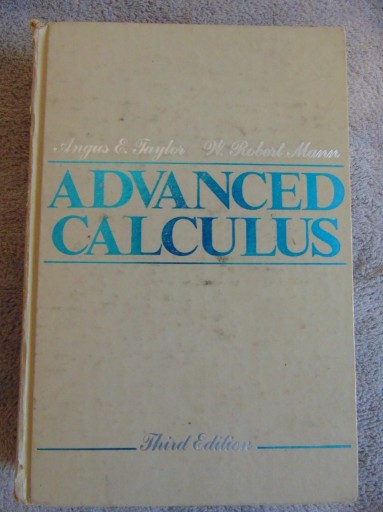 Angus E. Taylor W. Robert Mann
ADVANCED
CALCULUS
Third Edition